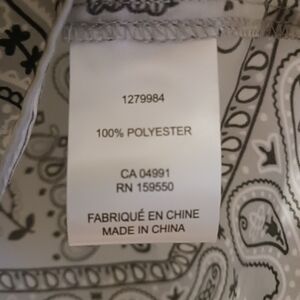 1279984
100% POLYESTER
CA 04991
RN 159550
FABRIQUÉ EN CHINE
MADE IN CHINA